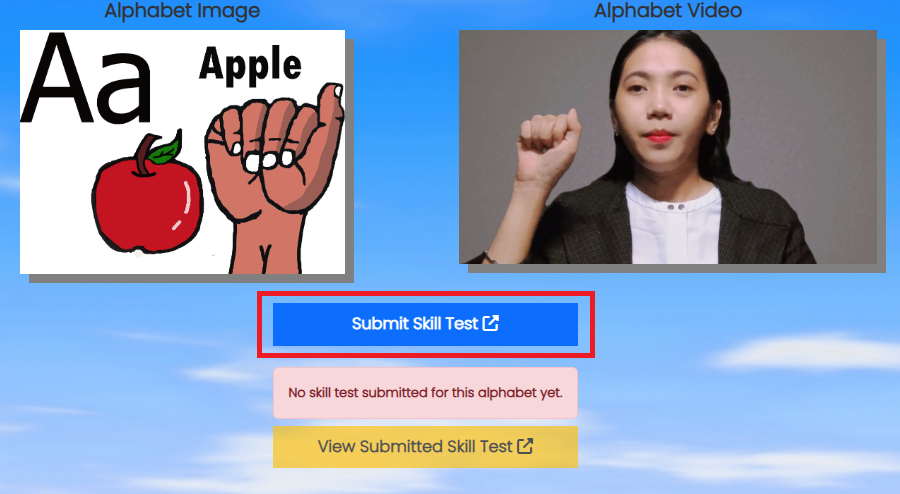 Alphabet Image
Alphabet Video
Aa
Apple
Submit Skill Test
No skill test submitted for this alphabet yet.
View Submitted Skill Test